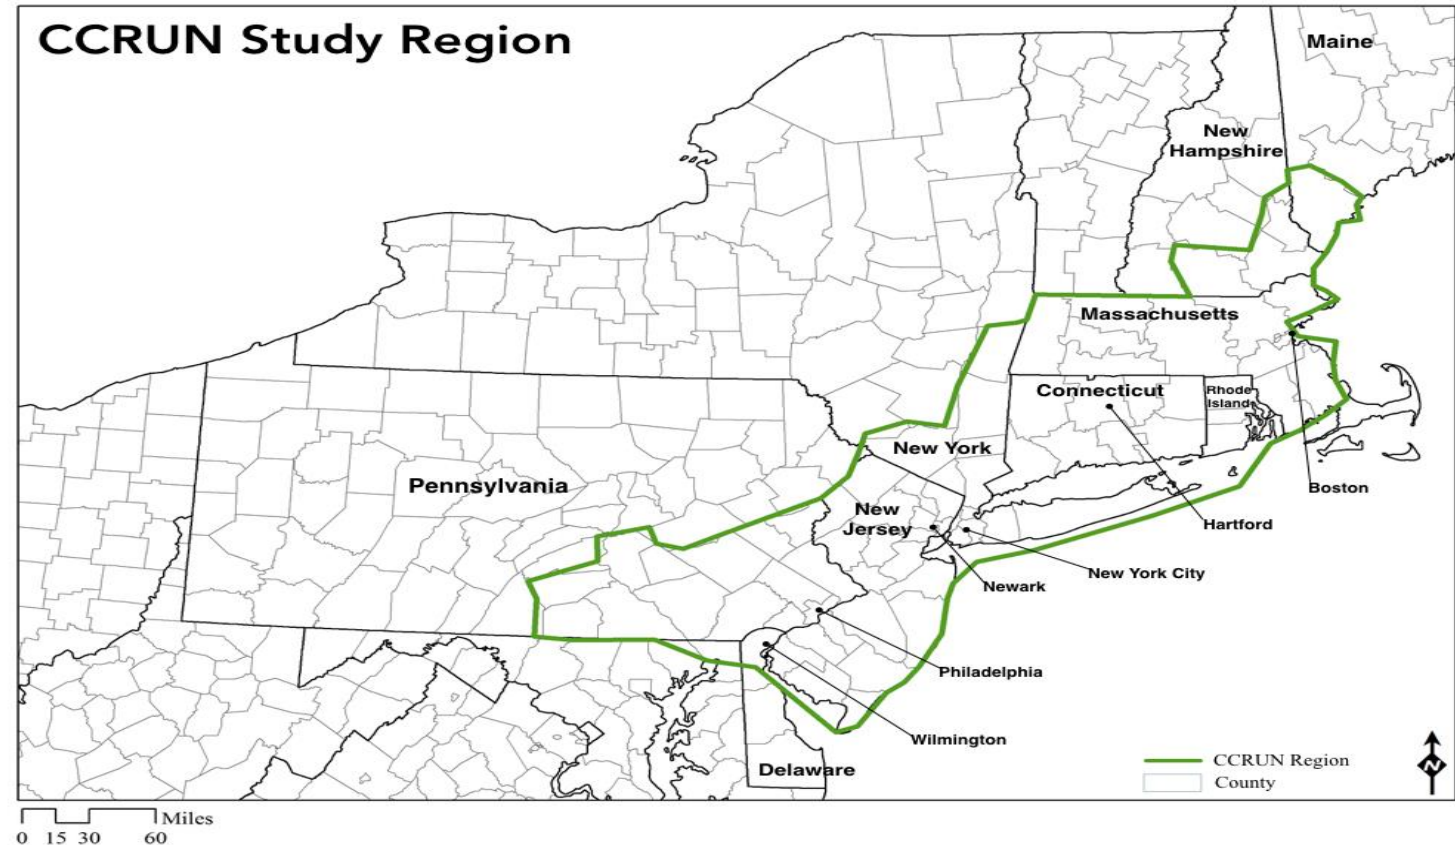 CCRUN Study Region
Maine
New
Hampshire
Massachusetts
Connecticut
Rhode
Island
New York
Pennsylvania
New
Jersey
Boston
Hartford
New York City
Newark
Philadelphia
Wilmington
Delaware
CCRUN Region
County
N
Miles
0 15 30 60